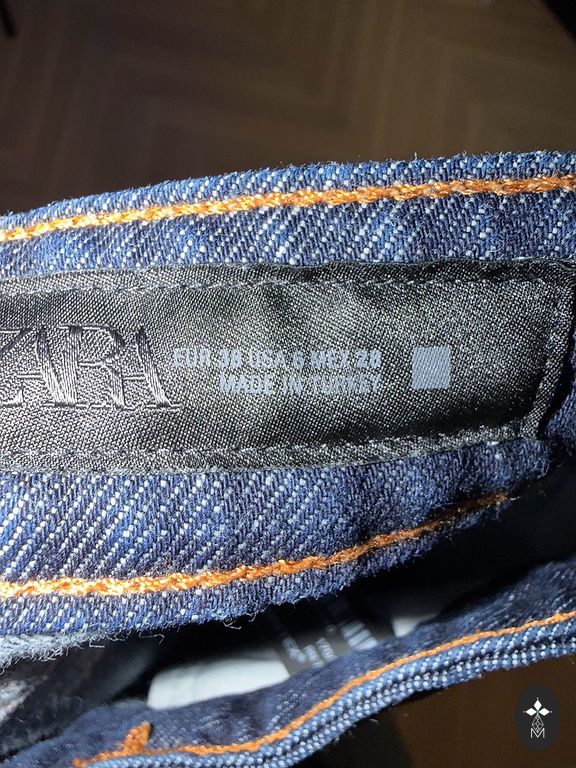 ZARA
EUR 38 USA 6 MEX 28
MADE IN TURKEY
M